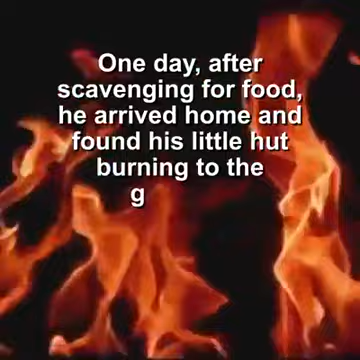 One day, after
scavenging for food,
he arrived home and
found his little hut
burning to the
g